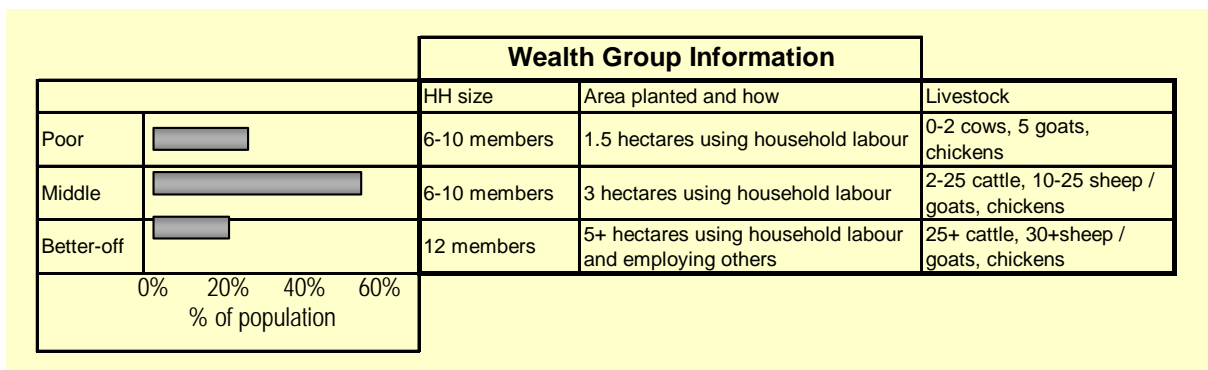 Wealth Group Information
HH size Area planted and how Livestock
Poor 6-10 members 1.5 hectares using household labour 0-2 cows, 5 goats,
chickens
Middle 6-10 members 3 hectares using household labour 2-25 cattle, 10-25 sheep /
goats, chickens
Better-off 12 members 5+ hectares using household labour
and employing others 25+ cattle, 30+sheep /
goats, chickens
0% 20% 40% 60%
% of population